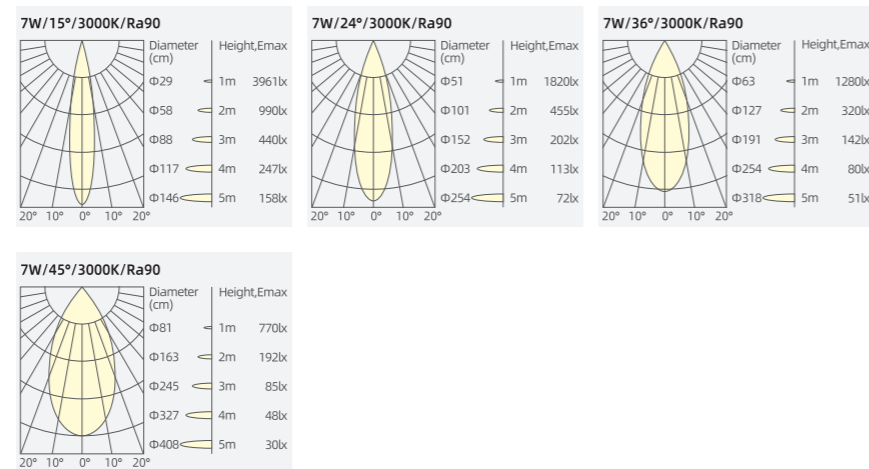 7W/15°/3000K/Ra90
Diameter (cm) Height,Emax
Φ29 1m 3961lx
Φ58 2m 990lx
Φ88 3m 440lx
Φ117 4m 247lx
Φ146 5m 158lx
20° 10° 0° 10° 20°
7W/24°/3000K/Ra90
Diameter (cm) Height,Emax
Φ51 1m 1820lx
Φ101 2m 455lx
Φ152 3m 202lx
Φ203 4m 113lx
Φ254 5m 72lx
20° 10° 0° 10° 20°
7W/36°/3000K/Ra90
Diameter (cm) Height,Emax
Φ63 1m 1280lx
Φ127 2m 320lx
Φ191 3m 142lx
Φ254 4m 80lx
Φ318 5m 51lx
20° 10° 0° 10° 20°
7W/45°/3000K/Ra90
Diameter (cm) Height,Emax
Φ81 1m 770lx
Φ163 2m 192lx
Φ245 3m 85lx
Φ327 4m 48lx
Φ408 5m 30lx
20° 10° 0° 10° 20°